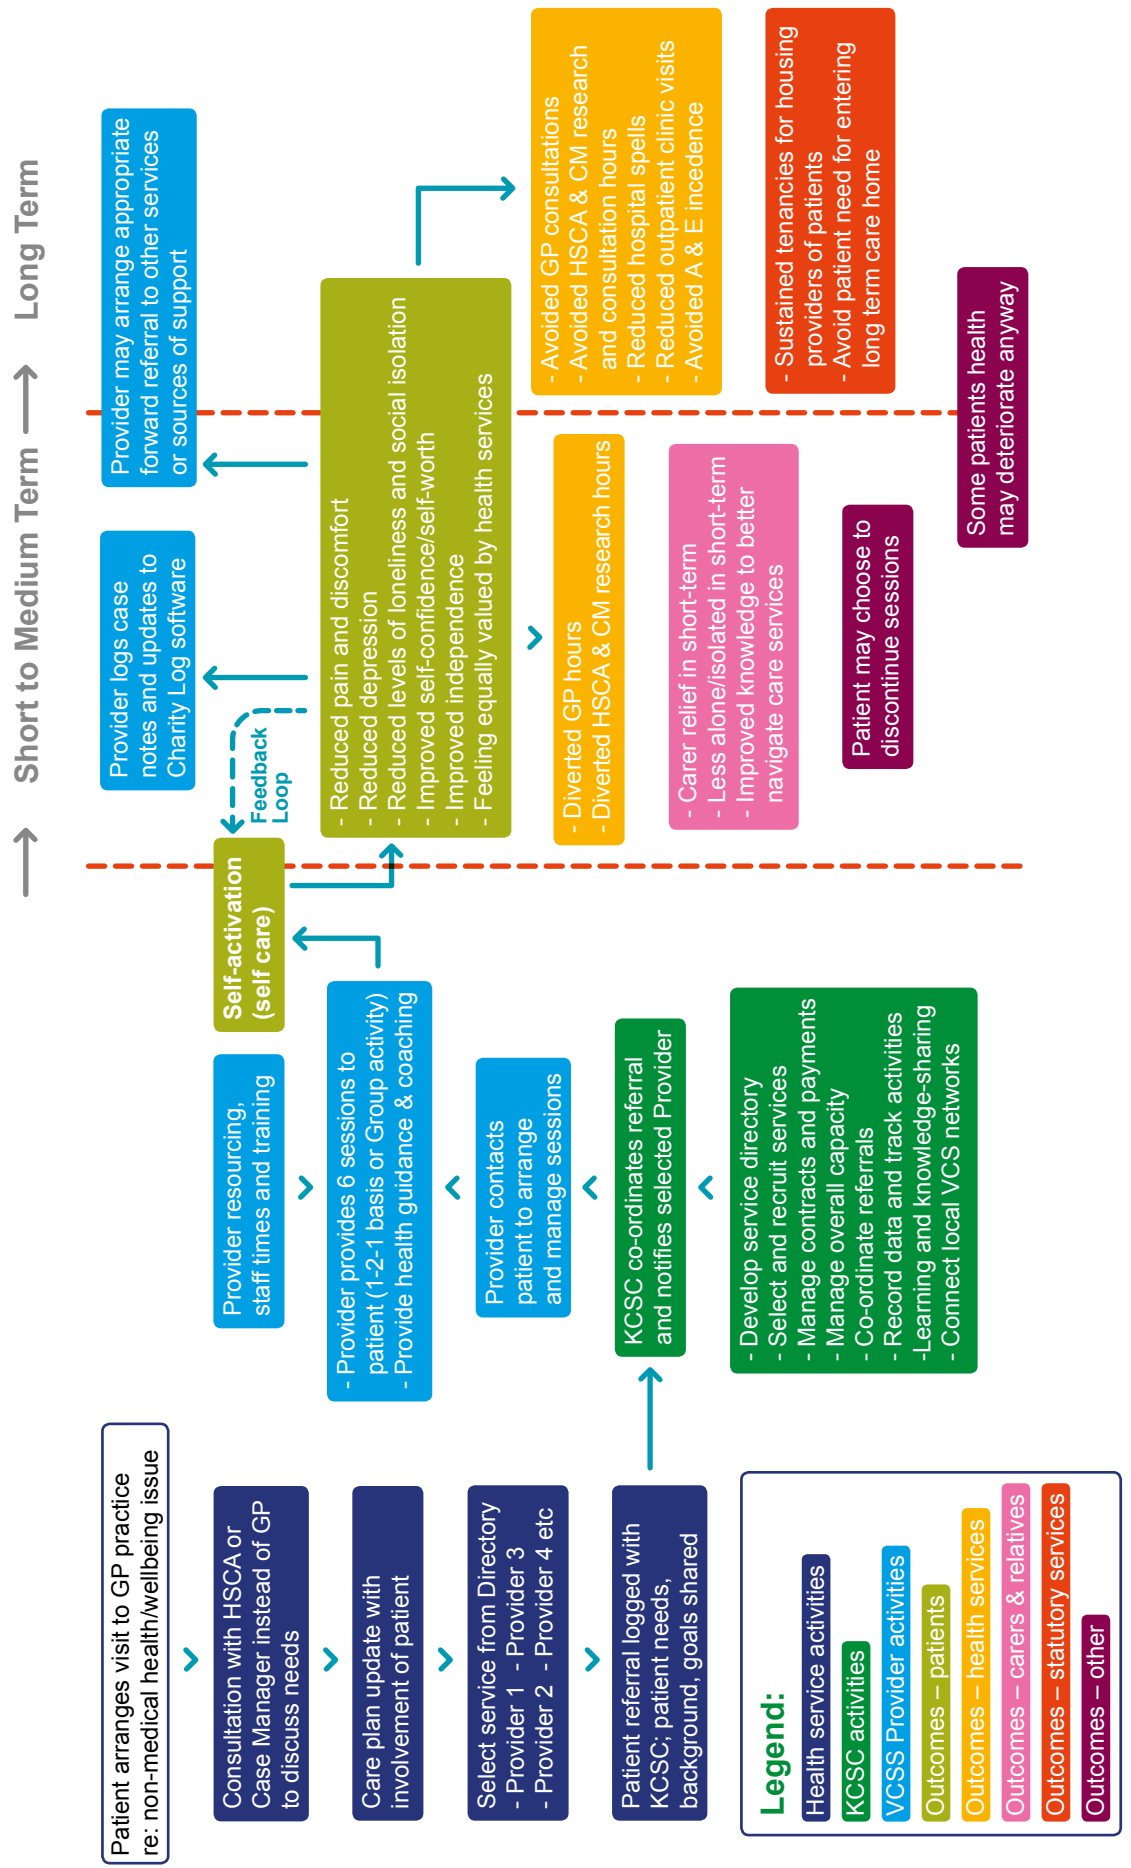 Short to Medium Term
Long Term
Patient arranges visit to GP practice
re: non-medical health/wellbeing issue
Consultation with HSCA or
Case Manager instead of GP
to discuss needs
Care plan update with
involvement of patient
Select service from Directory
- Provider 1 - Provider 3
- Provider 2 - Provider 4 etc
Patient referral logged with
KCSC; patient needs,
background, goals shared
Legend:
Health service activities
KCSC activities
VCSS Provider activities
Outcomes – patients
Outcomes – health services
Outcomes – carers & relatives
Outcomes – statutory services
Outcomes – other
Provider resourcing,
staff times and training
- Provider provides 6 sessions to
patient (1-2-1 basis or Group activity)
- Provide health guidance & coaching
Provider contacts
patient to arrange
and manage sessions
KCSC co-ordinates referral
and notifies selected Provider
- Develop service directory
- Select and recruit services
- Manage contracts and payments
- Manage overall capacity
- Co-ordinate referrals
- Record data and track activities
-Learning and knowledge-sharing
- Connect local VCS networks
Self-activation
(self care)
Feedback
Loop
Provider logs case
notes and updates to
Charity Log software
Provider may arrange appropriate
forward referral to other services
or sources of support
- Reduced pain and discomfort
- Reduced depression
- Reduced levels of loneliness and social isolation
- Improved self-confidence/self-worth
- Improved independence
- Feeling equally valued by health services
- Diverted GP hours
- Diverted HSCA & CM research hours
- Carer relief in short-term
- Less alone/isolated in short-term
- Improved knowledge to better
navigate care services
Patient may choose to
discontinue sessions
- Avoided GP consultations
- Avoided HSCA & CM research
and consultation hours
- Reduced hospital spells
- Reduced outpatient clinic visits
- Avoided A & E incedence
- Sustained tenancies for housing
providers of patients
- Avoid patient need for entering
long term care home
Some patients health
may deteriorate anyway